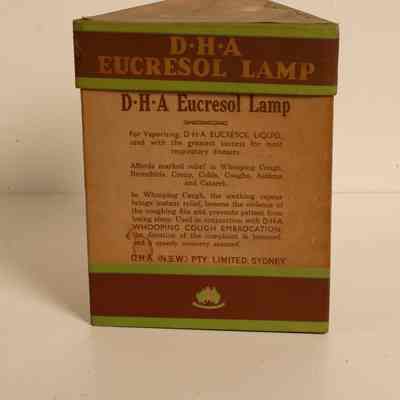 D·H·A
EUCRESOL LAMP
D·H·A Eucresol Lamp
For Vaporizing D·H·A EUCRESOL LIQUID,
used with the greatest success for most
respiratory diseases.
Affords marked relief in Whooping Cough,
Bronchitis, Croup, Colds, Coughs, Asthma
and Catarrh.
In Whooping Cough, the soothing vapour
brings instant relief, lessens the violence of
the coughing fits and prevents patient from
being sleep. Used in conjunction with D·H·A
WHOOPING COUGH EMBROCATION,
the duration of the complaint is lessened
and a speedy recovery assured.
D.H.A. (N.S.W.) PTY. LIMITED, SYDNEY